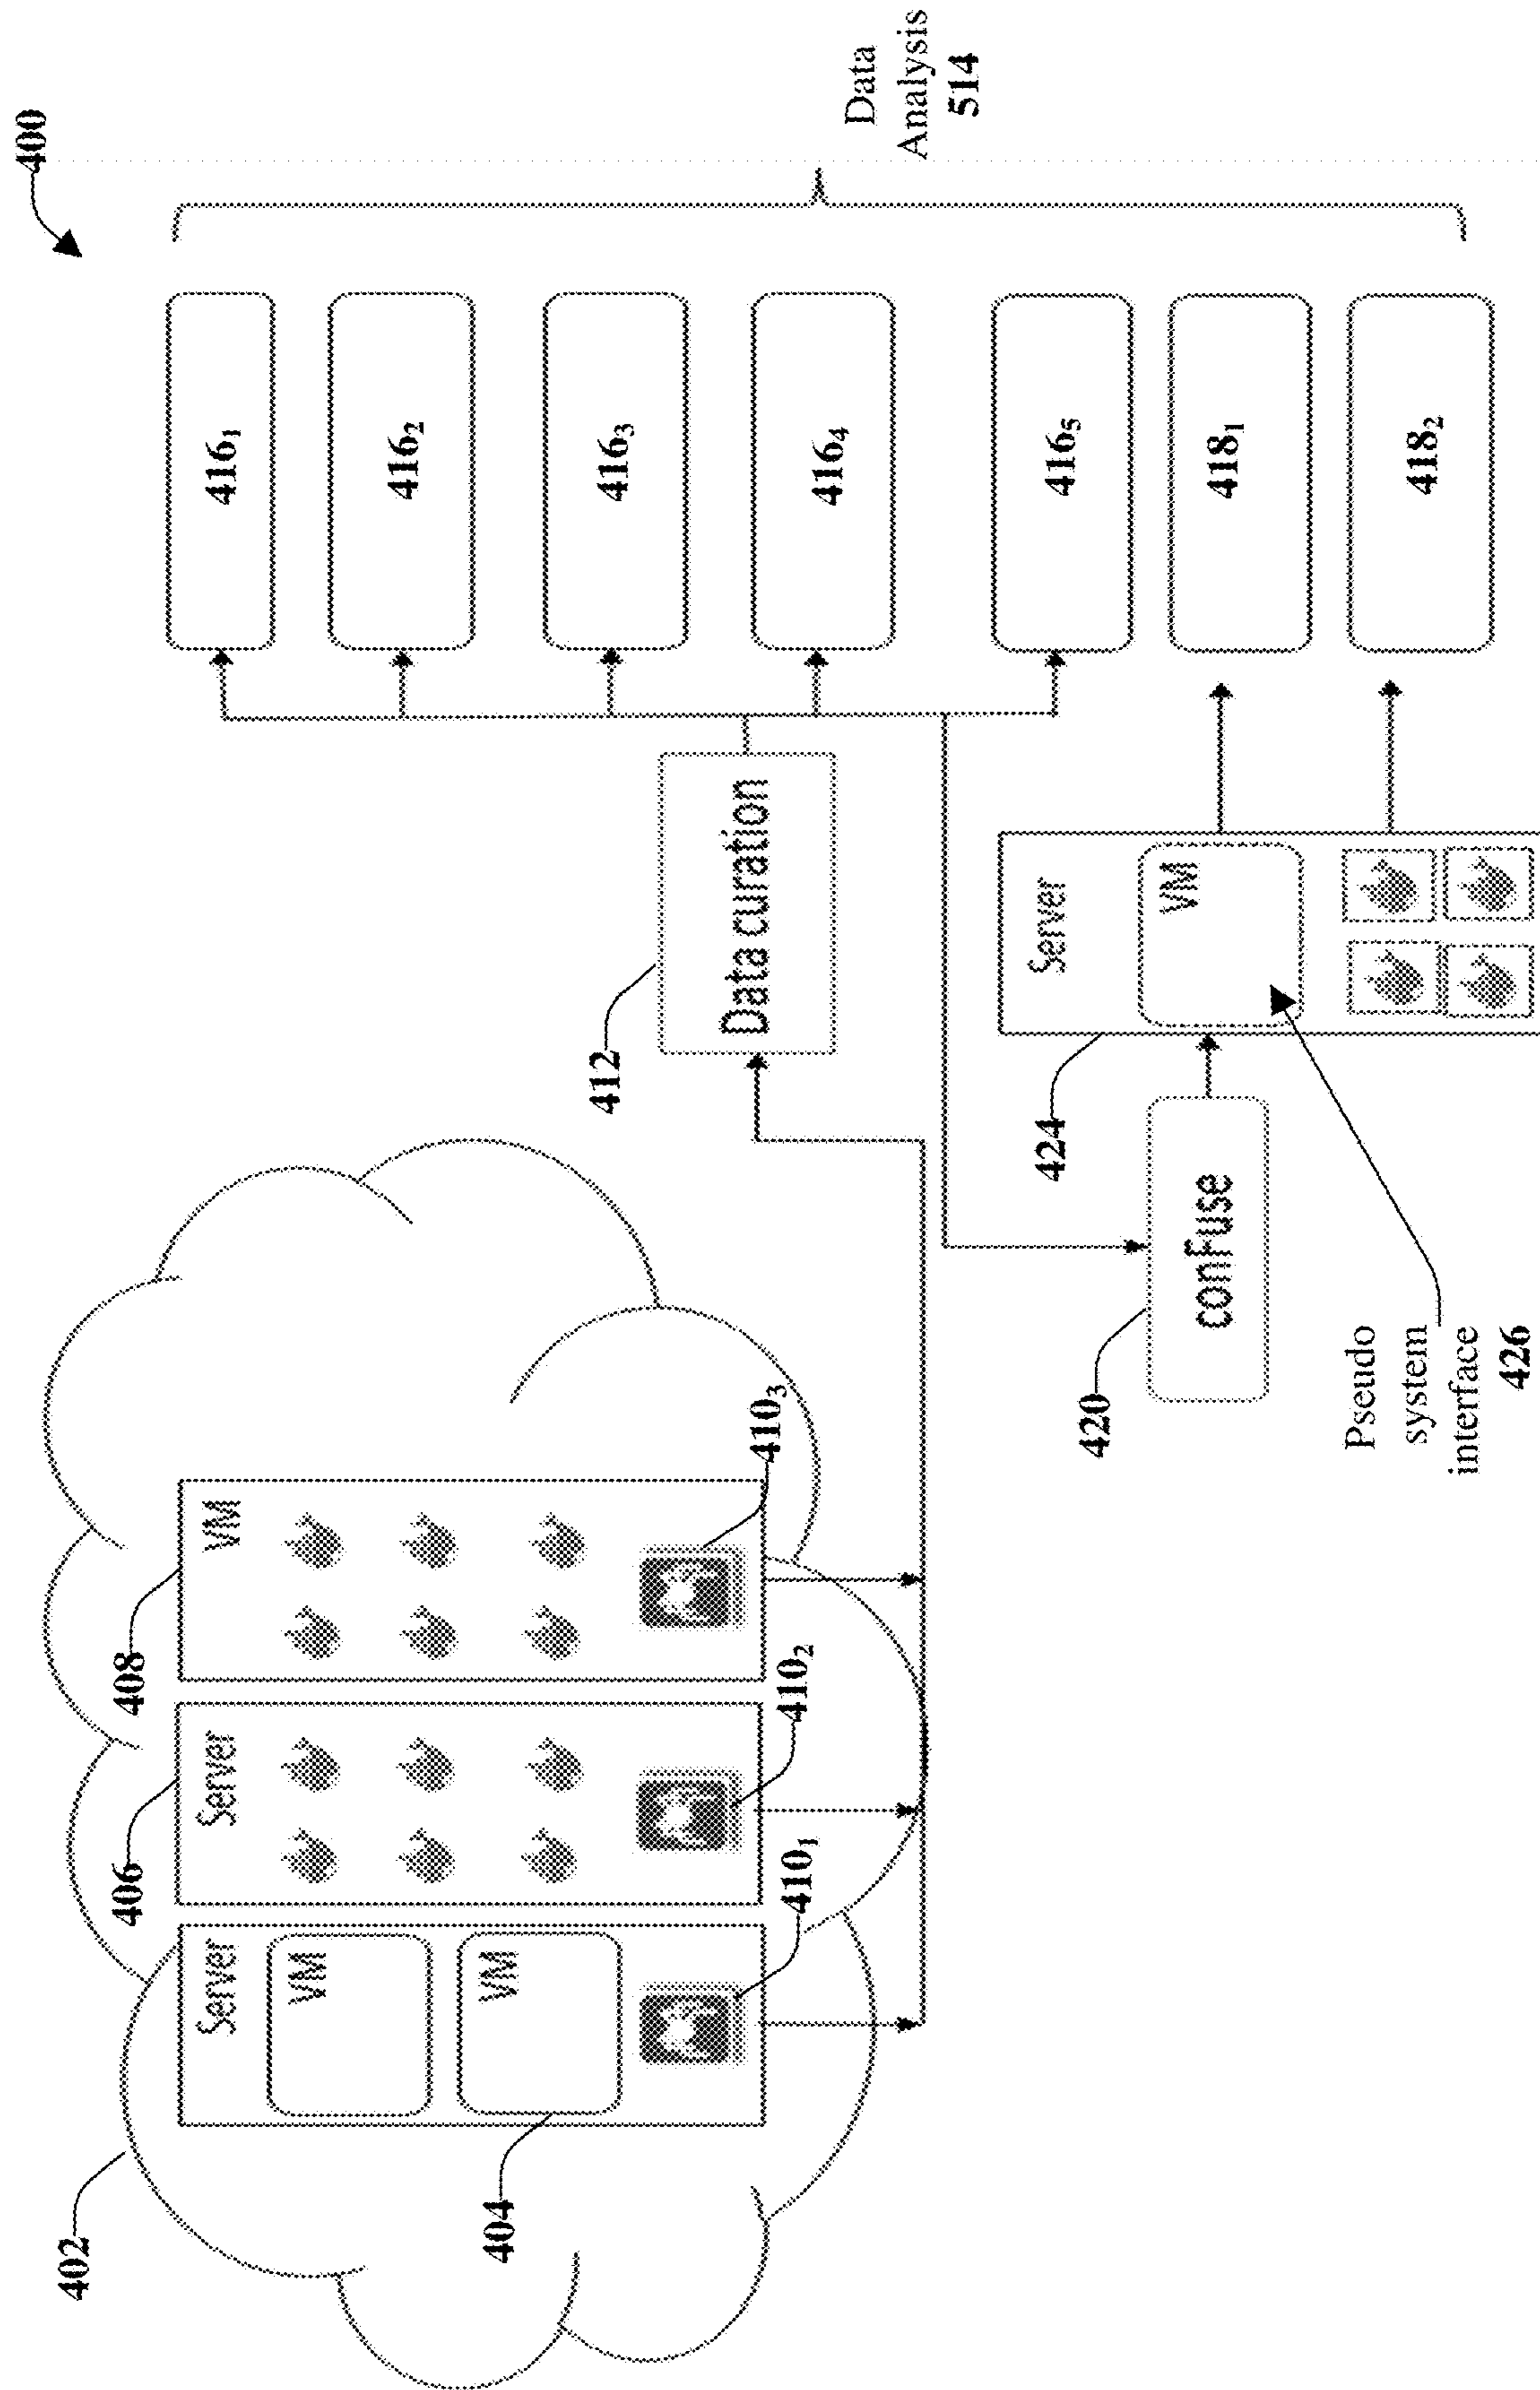 400
402
404
406
408
Server
VM
VM
Server
VM
410₁
410₂
410₃
412
Data curation
416₁
416₂
416₃
416₄
416₅
418₁
418₂
Data
Analysis
514
420
conFuse
424
Server
VM
Pseudo
system
interface
426